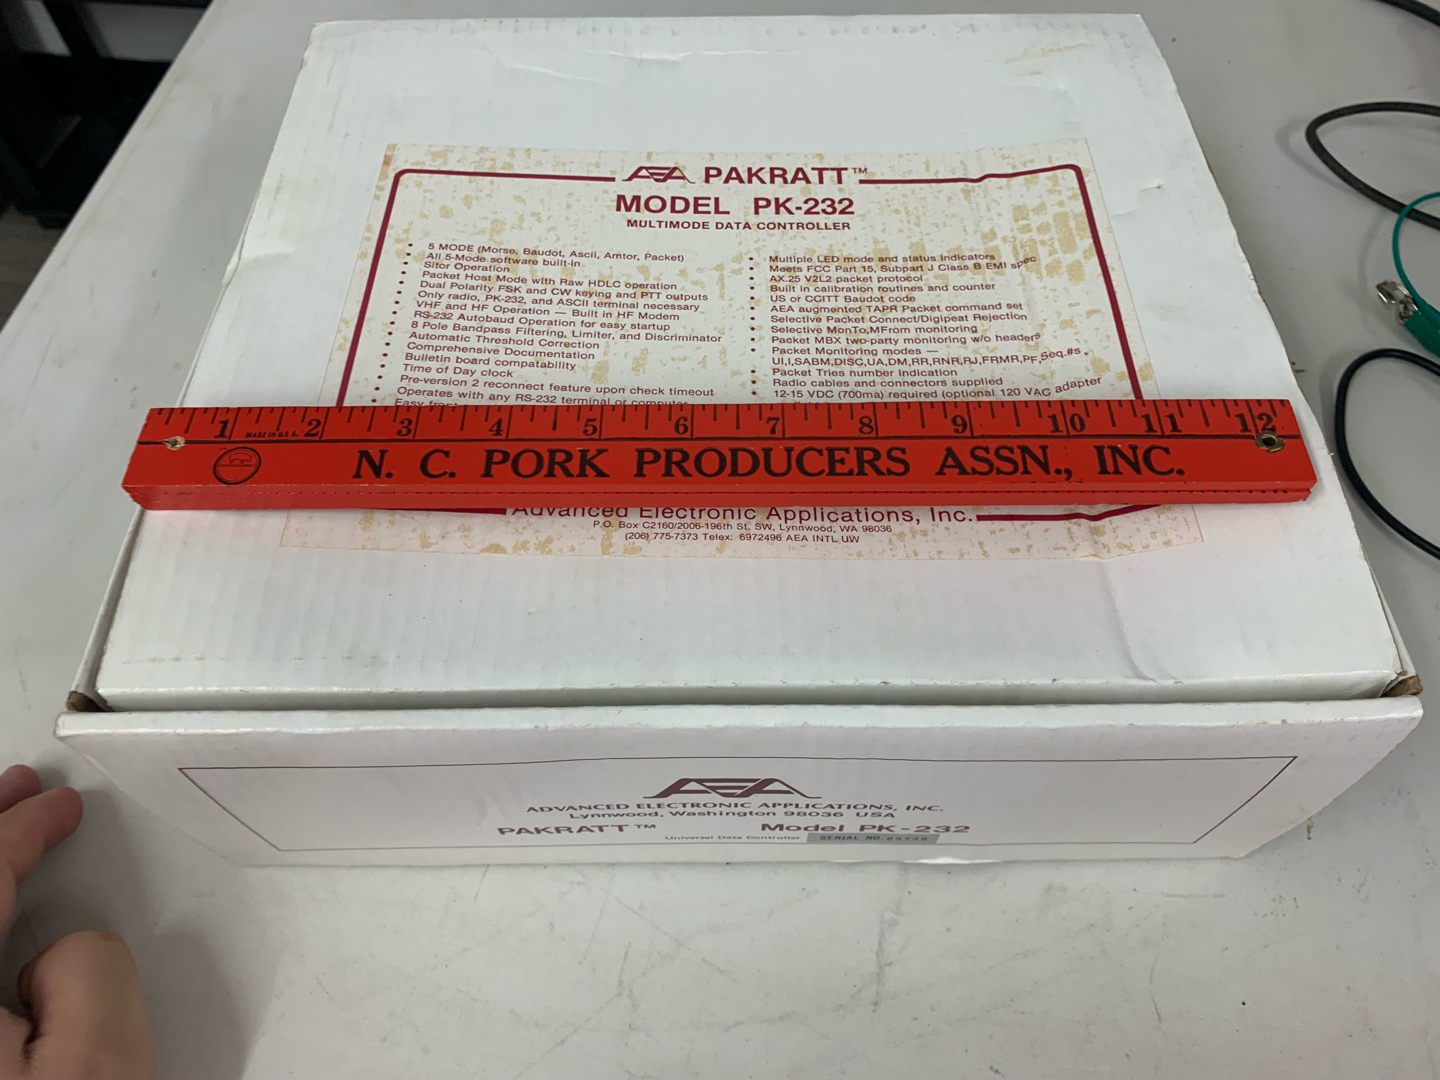 AEA PAKRATT™
MODEL PK-232
MULTIMODE DATA CONTROLLER
• 5 MODE (Morse, Baudot, Ascii, Amtor, Packet)
• All 5-Mode software built-in
• Sitor Operation
• Packet Host Mode with Raw HDLC operation
• Dual Polarity FSK and CW keying and PTT outputs
• Only radio, PK-232, and ASCII terminal necessary
• VHF and HF Operation — Built in HF Modem
• RS-232 Autobaud Operation for easy startup
• 8 Pole Bandpass Filtering, Limiter, and Discriminator
• Automatic Threshold Correction
• Comprehensive Documentation
• Bulletin board compatability
• Time of Day clock
• Pre-version 2 reconnect feature upon check timeout
• Operates with any RS-232 terminal or computer
Easy
• Multiple LED mode and status Indicators
• Meets FCC Part 15, Subpart J Class B EMI spec
• AX.25 V2L2 packet protocol
• Built in calibration routines and counter
• US or CCITT Baudot code
• AEA augmented TAPR Packet command set
• Selective Packet Connect/Digipeat Rejection
• Selective MonTo,MFrom monitoring
• Packet MBX two-party monitoring w/o headers
• Packet Monitoring modes —
UI,I,SABM,DISC,UA,DM,RR,RNR,RJ,FRMR,PF,Seq.#s
• Packet Tries number Indication
• Radio cables and connectors supplied
• 12-15 VDC (700ma) required (optional 120 VAC adapter
1 2 3 4 5 6 7 8 9 10 11 12
MADE IN U.S.A.
N. C. PORK PRODUCERS ASSN., INC.
Advanced Electronic Applications, Inc.
P.O. Box C2160/2006-196th St. SW, Lynnwood, WA 98036
(206) 775-7373 Telex: 6972496 AEA INTL UW
AEA
ADVANCED ELECTRONIC APPLICATIONS, INC.
Lynnwood, Washington 98036 USA
PAKRATT™ Model PK-232
Universal Data Controller SERIAL NO.